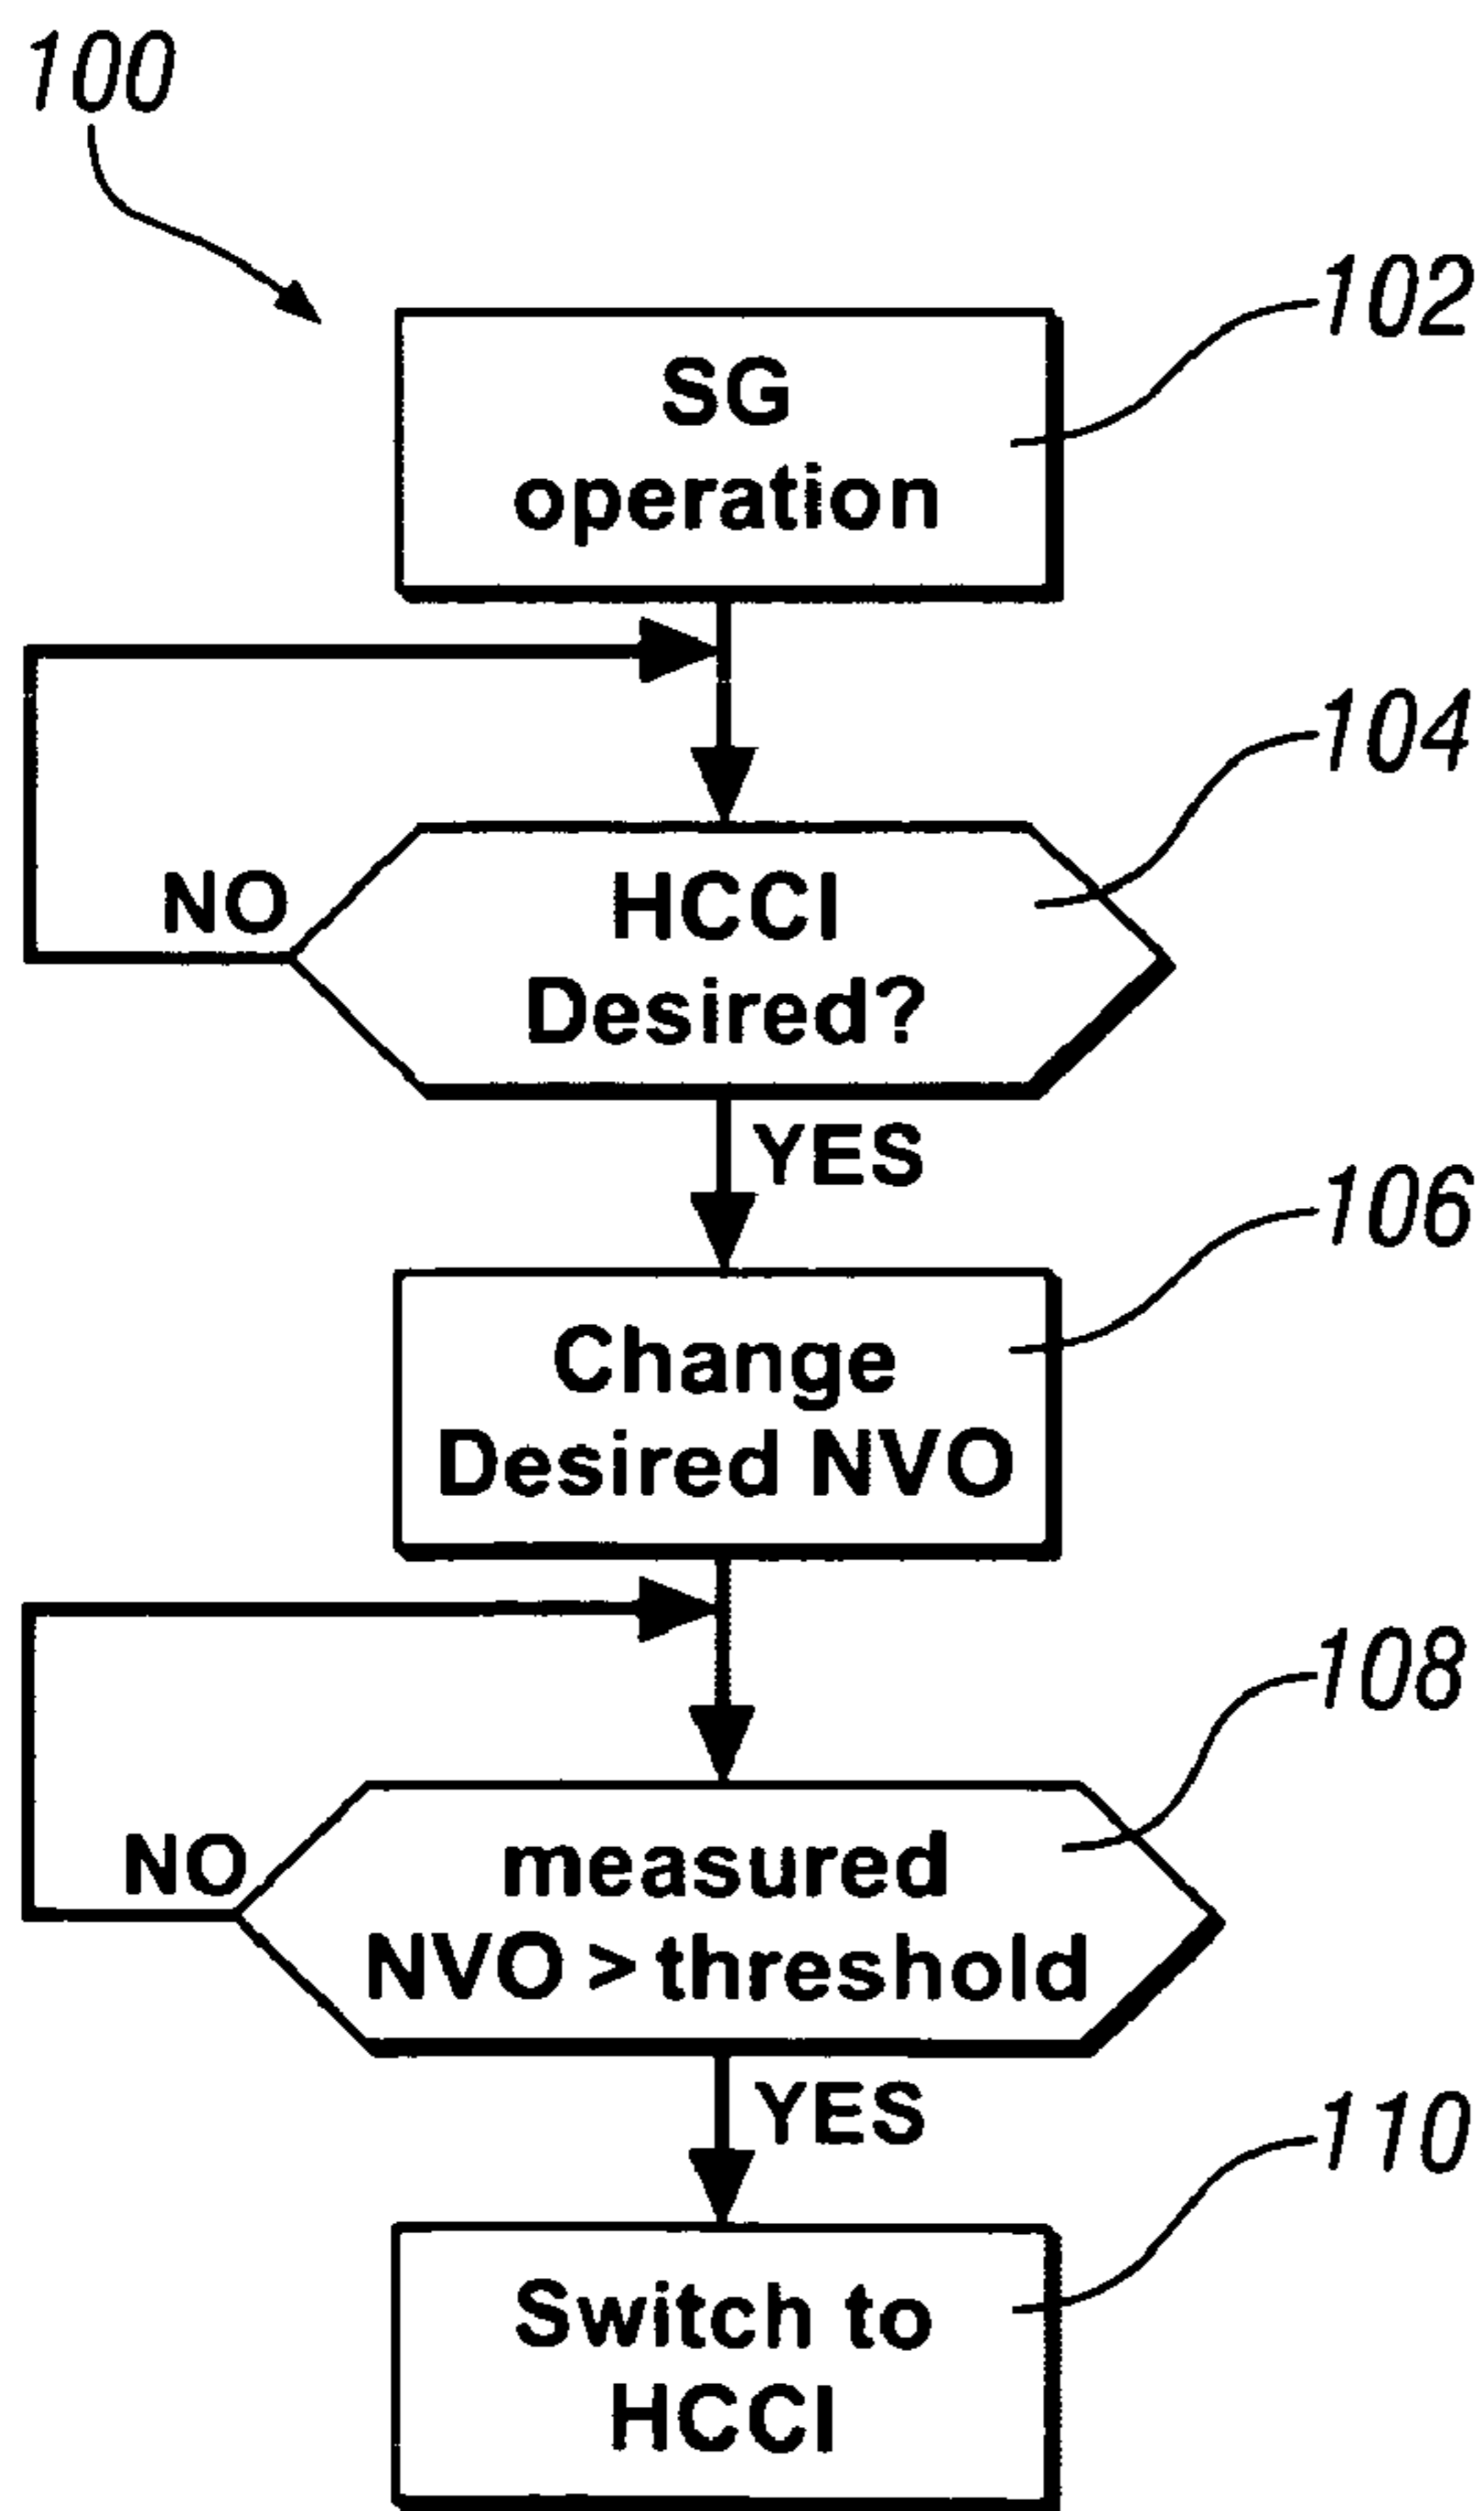 100
102
SG
operation
104
NO
HCCI
Desired?
YES
106
Change
Desired NVO
108
NO
measured
NVO > threshold
YES
110
Switch to
HCCI